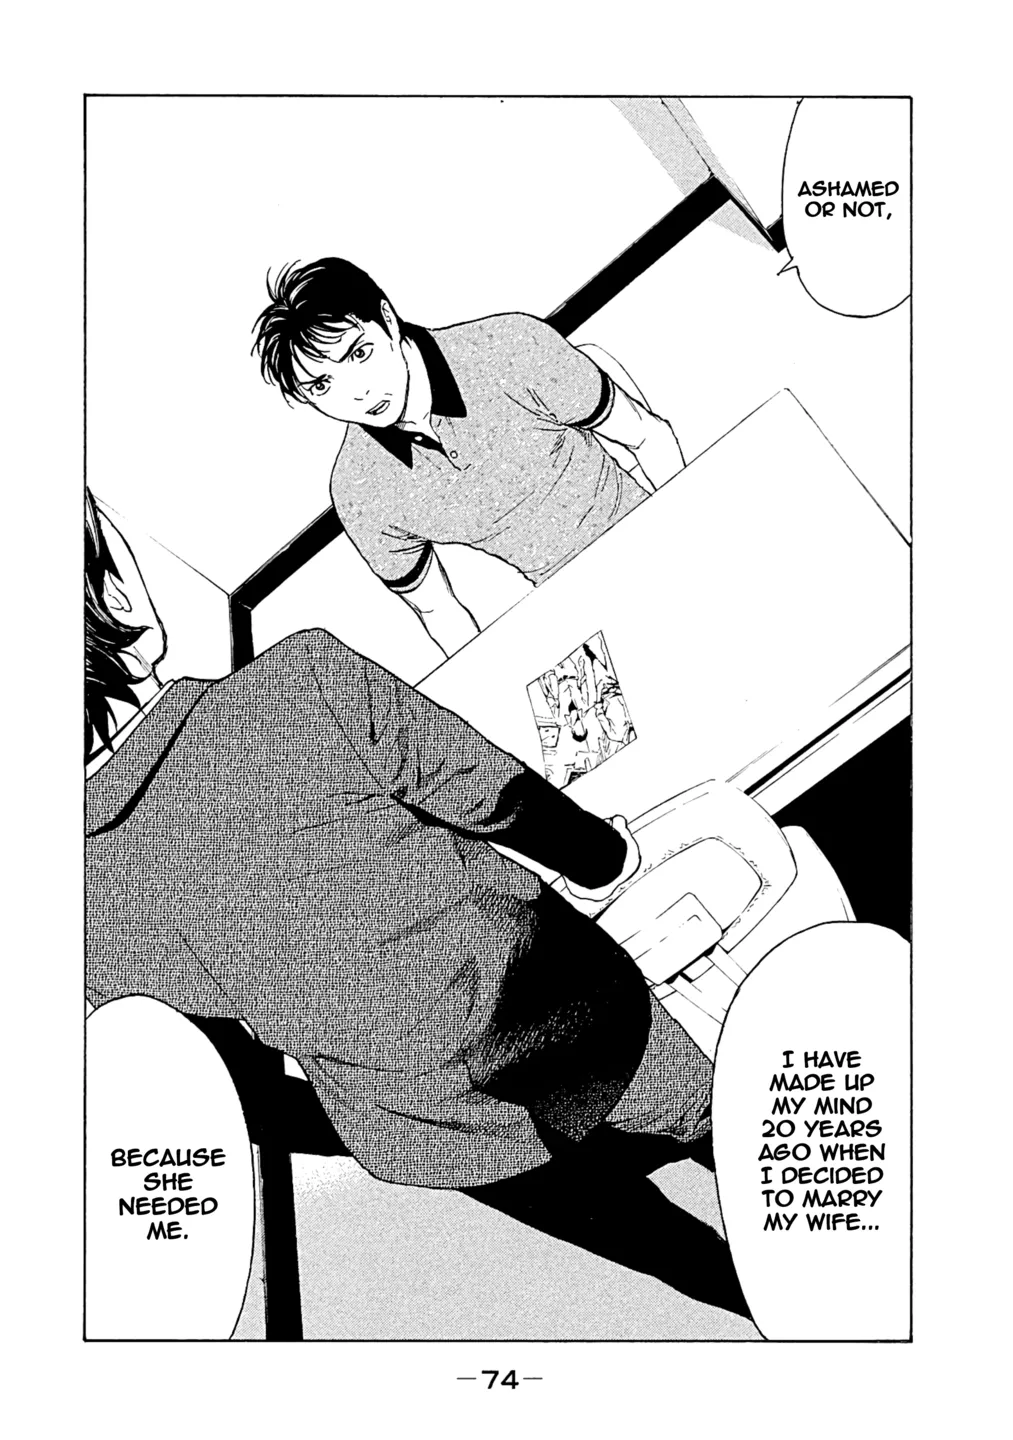 ASHAMED
OR NOT,
I HAVE
MADE UP
MY MIND
20 YEARS
AGO WHEN
I DECIDED
TO MARRY
MY WIFE...
BECAUSE
SHE
NEEDED
ME.
—74—